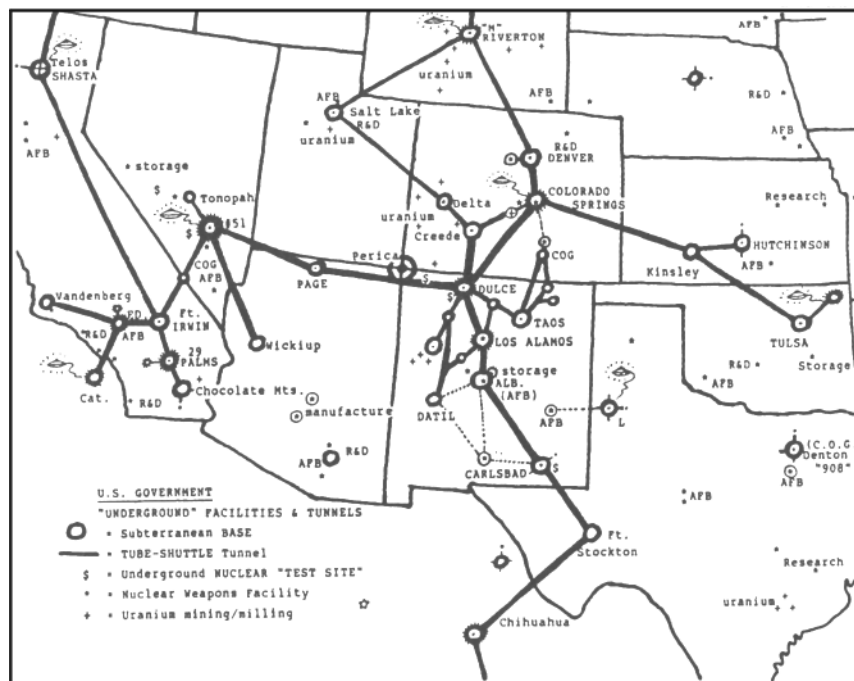 AFB
"M"
RIVERTON
AFB
Telos
SHASTA
uranium
AFB
R&D
AFB
Salt Lake
R&D
uranium
AFB
AFB
R&D
DENVER
storage
$
Tonopah
COLORADO
SPRINGS
Research
Delta
uranium
$
51
Creede
Perica
COG
HUTCHINSON
AFB
Kinsley
COG
AFB
PAGE
$
$
DULCE
Vandenberg
ED.
R&D
AFB
Ft.
IRWIN
Wickiup
TAOS
LOS ALAMOS
TULSA
29
PALMS
Storage
storage
ALB.
(AFB)
R&D
AFB
Cat.
Chocolate Mts.
R&D
manufacture
DATIL
AFB
L
R&D
AFB
CARLSBAD
$
(C.O.G
Denton
"908"
AFB
U.S. GOVERNMENT
"UNDERGROUND" FACILITIES & TUNNELS
= Subterranean BASE
= TUBE-SHUTTLE Tunnel
$ = Underground NUCLEAR "TEST SITE"
* = Nuclear Weapons Facility
+ = Uranium mining/milling
AFB
Ft.
Stockton
Research
uranium
Chihuahua